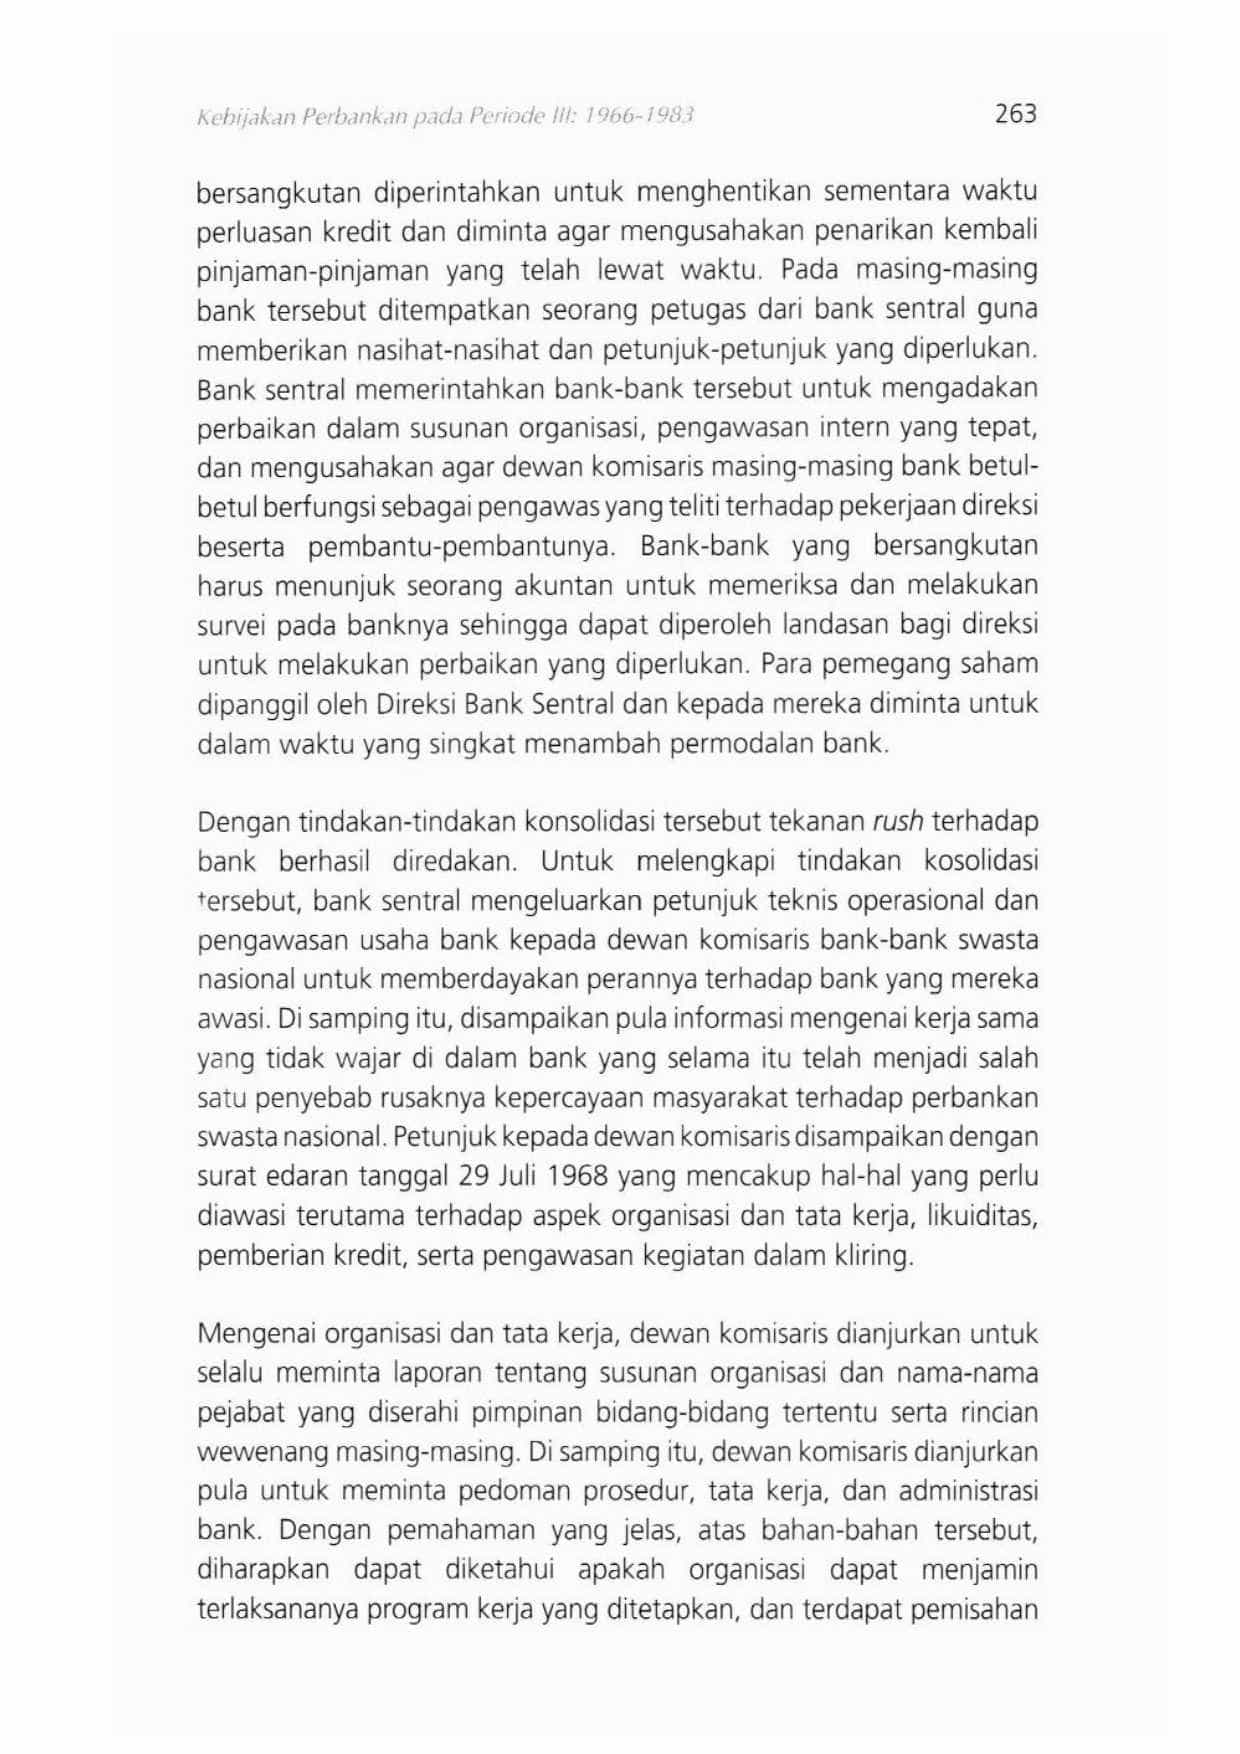 Kebijakan Perbankan pada Periode III: 1966-1983 263
bersangkutan diperintahkan untuk menghentikan sementara waktu
perluasan kredit dan diminta agar mengusahakan penarikan kembali
pinjaman-pinjaman yang telah lewat waktu. Pada masing-masing
bank tersebut ditempatkan seorang petugas dari bank sentral guna
memberikan nasihat-nasihat dan petunjuk-petunjuk yang diperlukan.
Bank sentral memerintahkan bank-bank tersebut untuk mengadakan
perbaikan dalam susunan organisasi, pengawasan intern yang tepat,
dan mengusahakan agar dewan komisaris masing-masing bank betul-
betul berfungsi sebagai pengawas yang teliti terhadap pekerjaan direksi
beserta pembantu-pembantunya. Bank-bank yang bersangkutan
harus menunjuk seorang akuntan untuk memeriksa dan melakukan
survei pada banknya sehingga dapat diperoleh landasan bagi direksi
untuk melakukan perbaikan yang diperlukan. Para pemegang saham
dipanggil oleh Direksi Bank Sentral dan kepada mereka diminta untuk
dalam waktu yang singkat menambah permodalan bank.
Dengan tindakan-tindakan konsolidasi tersebut tekanan rush terhadap
bank berhasil diredakan. Untuk melengkapi tindakan kosolidasi
tersebut, bank sentral mengeluarkan petunjuk teknis operasional dan
pengawasan usaha bank kepada dewan komisaris bank-bank swasta
nasional untuk memberdayakan perannya terhadap bank yang mereka
awasi. Di samping itu, disampaikan pula informasi mengenai kerja sama
yang tidak wajar di dalam bank yang selama itu telah menjadi salah
satu penyebab rusaknya kepercayaan masyarakat terhadap perbankan
swasta nasional. Petunjuk kepada dewan komisaris disampaikan dengan
surat edaran tanggal 29 Juli 1968 yang mencakup hal-hal yang perlu
diawasi terutama terhadap aspek organisasi dan tata kerja, likuiditas,
pemberian kredit, serta pengawasan kegiatan dalam kliring.
Mengenai organisasi dan tata kerja, dewan komisaris dianjurkan untuk
selalu meminta laporan tentang susunan organisasi dan nama-nama
pejabat yang diserahi pimpinan bidang-bidang tertentu serta rincian
wewenang masing-masing. Di samping itu, dewan komisaris dianjurkan
pula untuk meminta pedoman prosedur, tata kerja, dan administrasi
bank. Dengan pemahaman yang jelas, atas bahan-bahan tersebut,
diharapkan dapat diketahui apakah organisasi dapat menjamin
terlaksananya program kerja yang ditetapkan, dan terdapat pemisahan